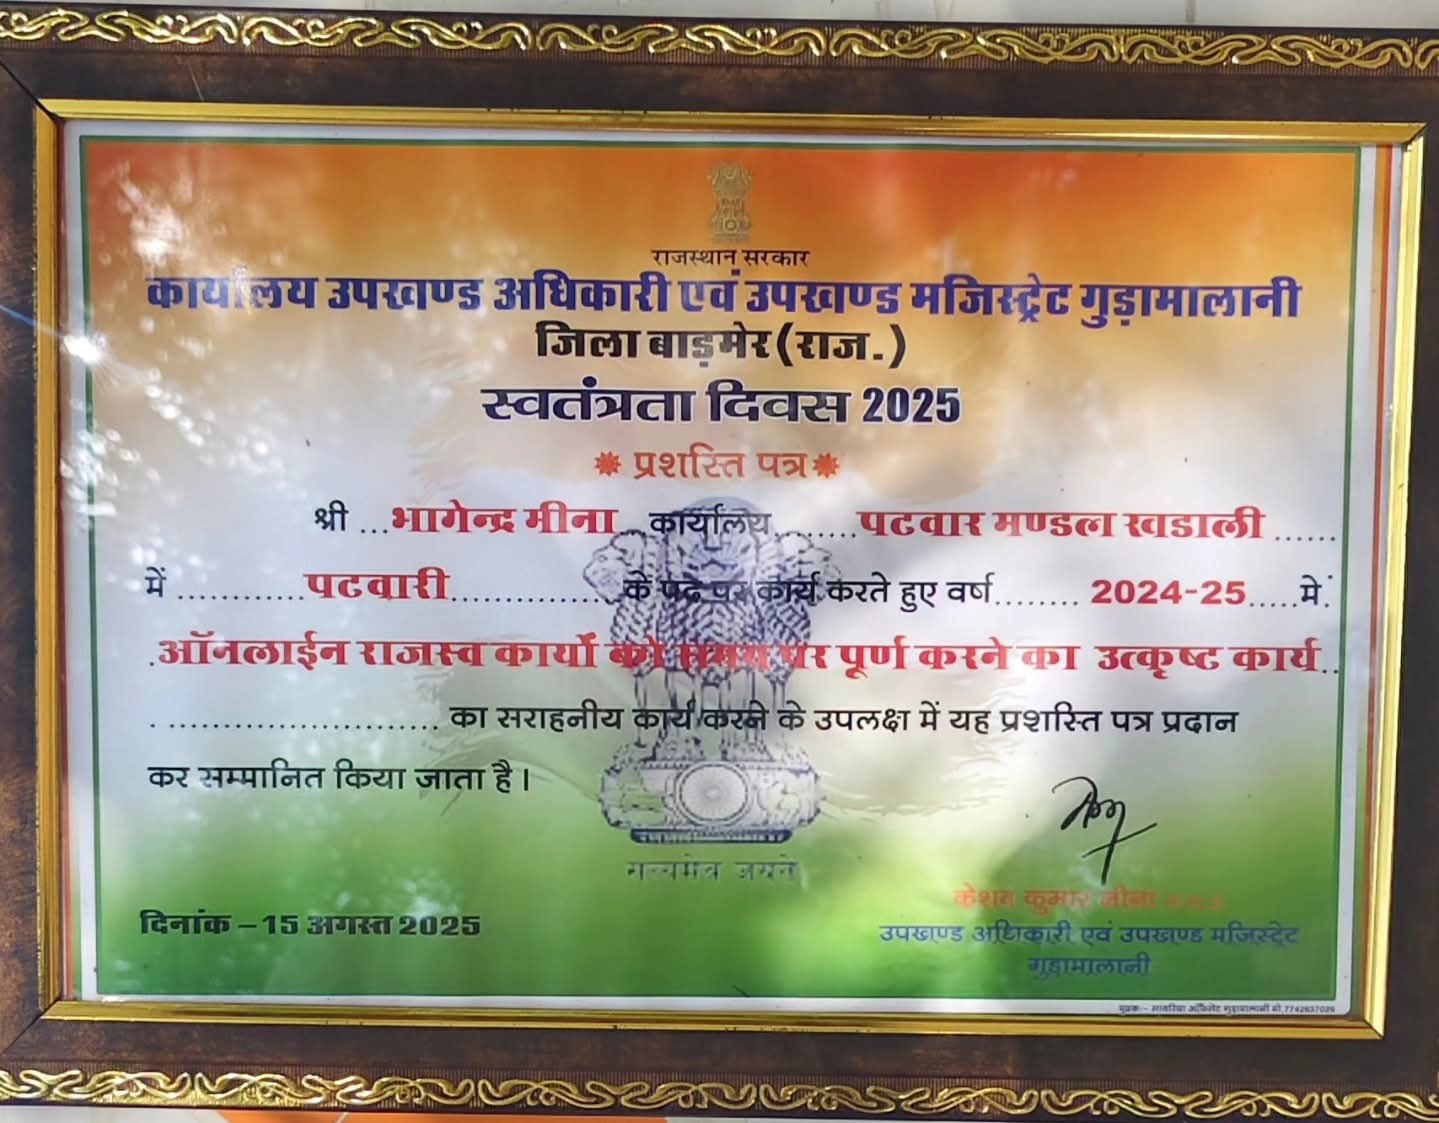 राजस्थान सरकार
कार्यालय उपखण्ड अधिकारी एवं उपखण्ड मजिस्ट्रेट गुड़ामालानी
जिला बाड़मेर (राज.)
स्वतंत्रता दिवस 2025
प्रशस्ति पत्र
श्री ...भागेन्द्र मीना.. कार्यालय........पटवार मण्डल खडाली......
में ............पटवारी............... के पद पर कार्य करते हुए वर्ष........ 2024-25.....में.
.ऑनलाईन राजस्व कार्यो को समय पर पूर्ण करने का उत्कृष्ट कार्य..
. ......................... का सराहनीय कार्य करने के उपलक्ष में यह प्रशस्ति पत्र प्रदान
कर सम्मानित किया जाता है।
सत्यमेव जयते
दिनांक – 15 अगस्त 2025
केशव कुमार मीना
उपखण्ड अधिकारी एवं उपखण्ड मजिस्ट्रेट
गुड़ामालानी